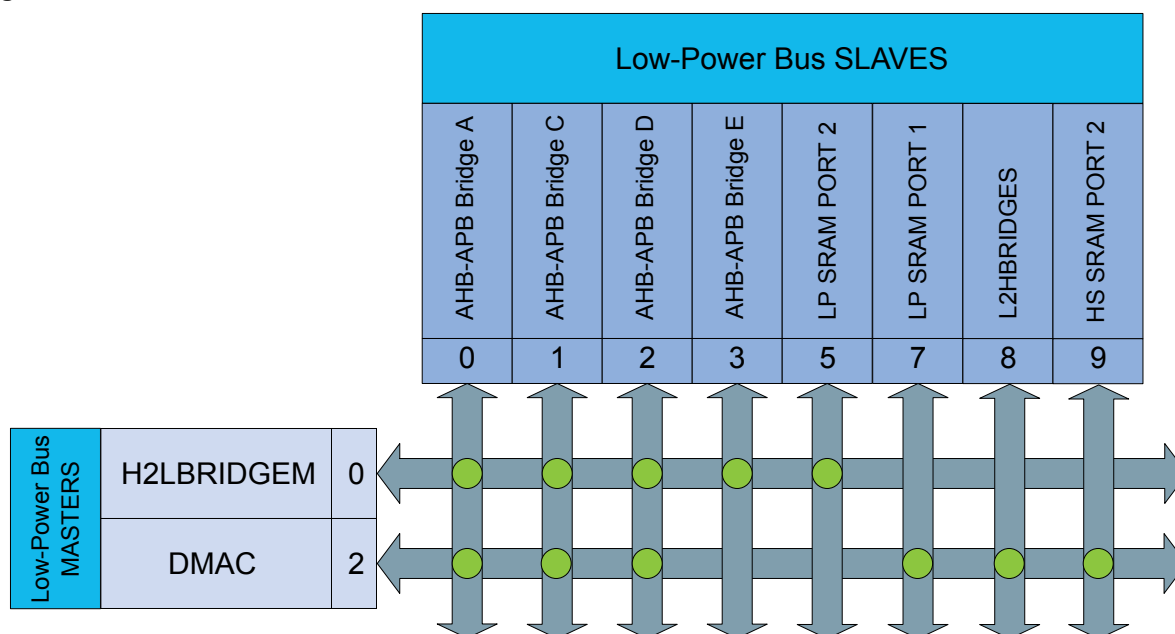 Low-Power Bus SLAVES
AHB-APB Bridge A
AHB-APB Bridge C
AHB-APB Bridge D
AHB-APB Bridge E
LP SRAM PORT 2
LP SRAM PORT 1
L2HBRIDGES
HS SRAM PORT 2
0 1 2 3 5 7 8 9
Low-Power Bus
MASTERS
H2LBRIDGEM 0
DMAC 2